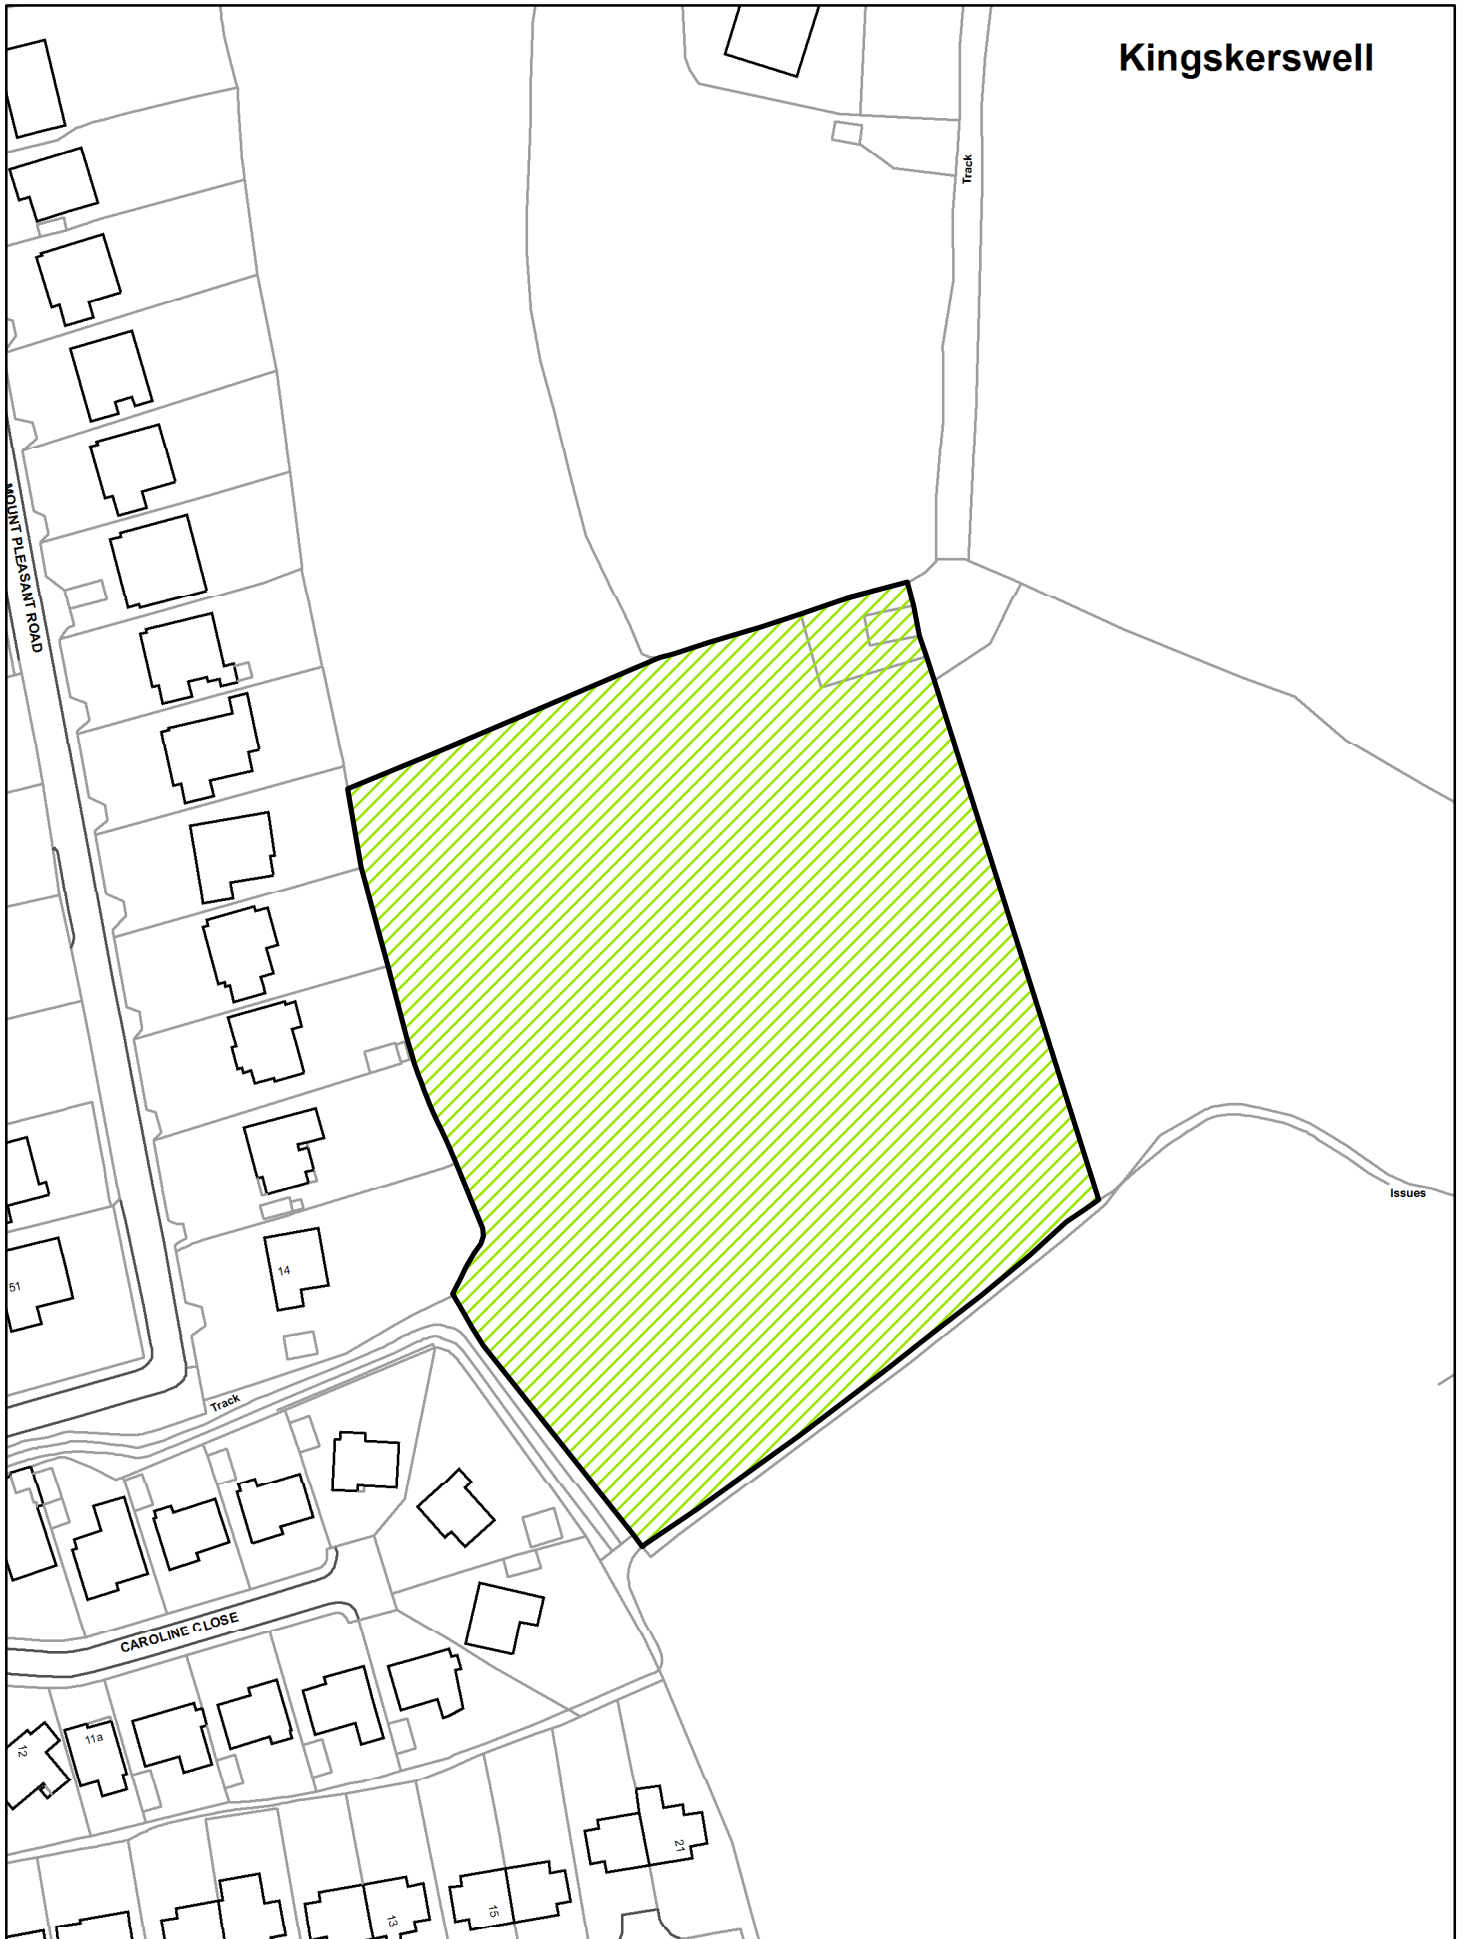 Kingskerswell
Track
MOUNT PLEASANT ROAD
Issues
14
51
Track
CAROLINE CLOSE
11a
12
21
15
13